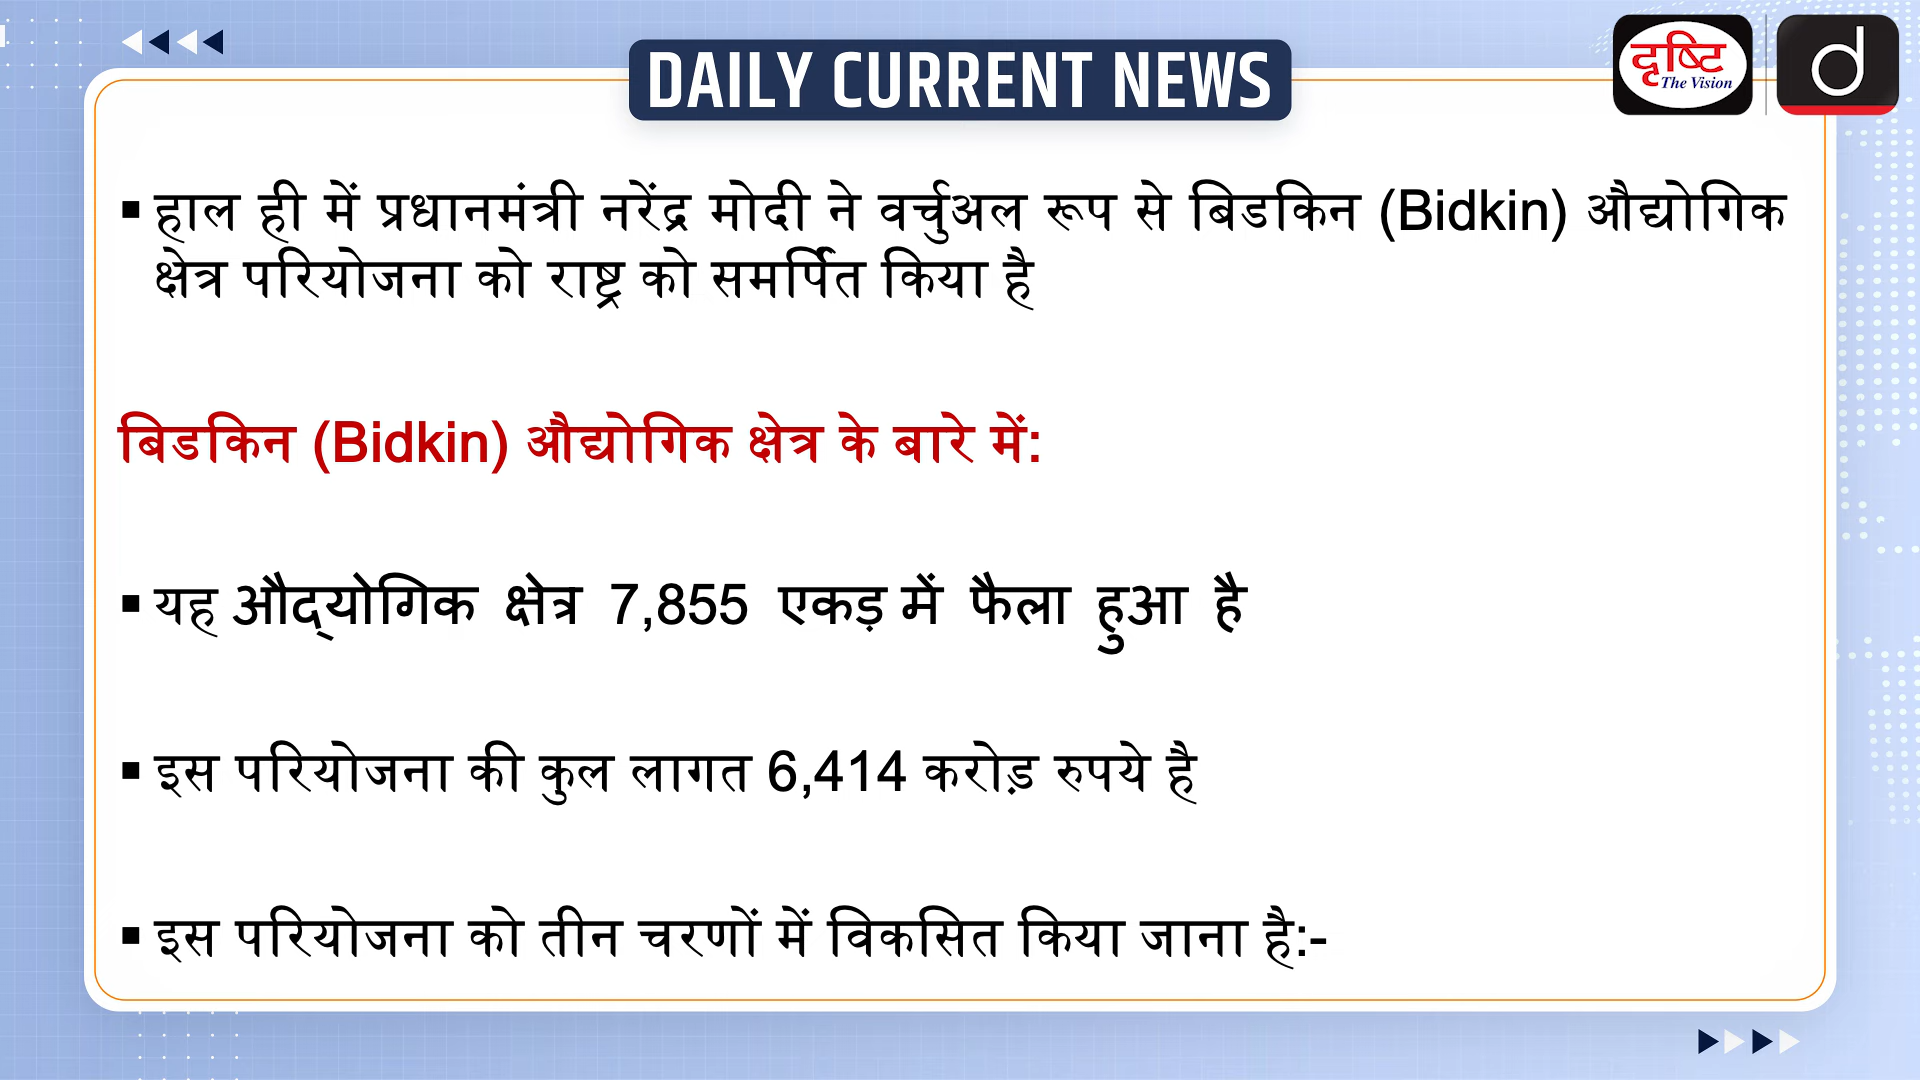 DAILY CURRENT NEWS
दृष्टि
The Vision
d
▪ हाल ही में प्रधानमंत्री नरेंद्र मोदी ने वर्चुअल रूप से बिडकिन (Bidkin) औद्योगिक
क्षेत्र परियोजना को राष्ट्र को समर्पित किया है
बिडकिन (Bidkin) औद्योगिक क्षेत्र के बारे में:
▪ यह औद्‌योगिक क्षेत्र 7,855 एकड़ में फैला हुआ है
▪ इस परियोजना की कुल लागत 6,414 करोड़ रुपये है
▪ इस परियोजना को तीन चरणों में विकसित किया जाना है:-